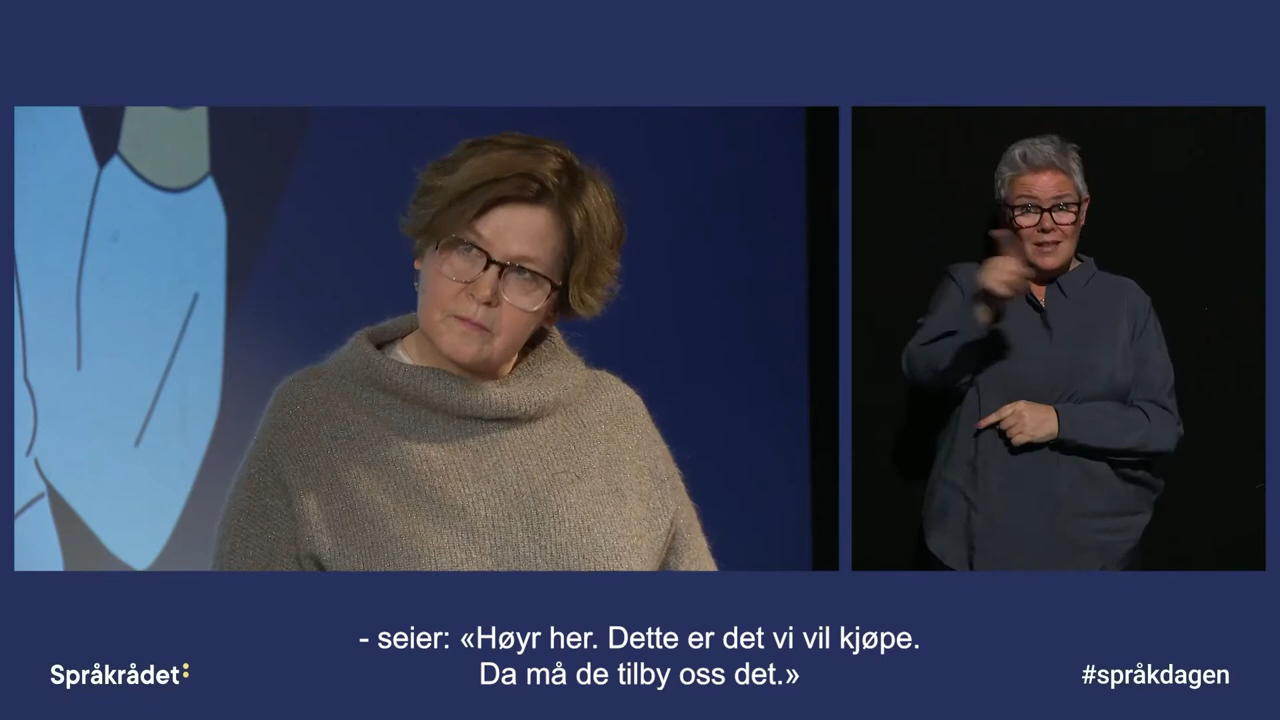 - seier: «Høyr her. Dette er det vi vil kjøpe.
Da må de tilby oss det.»
Språkrådet:
#språkdagen